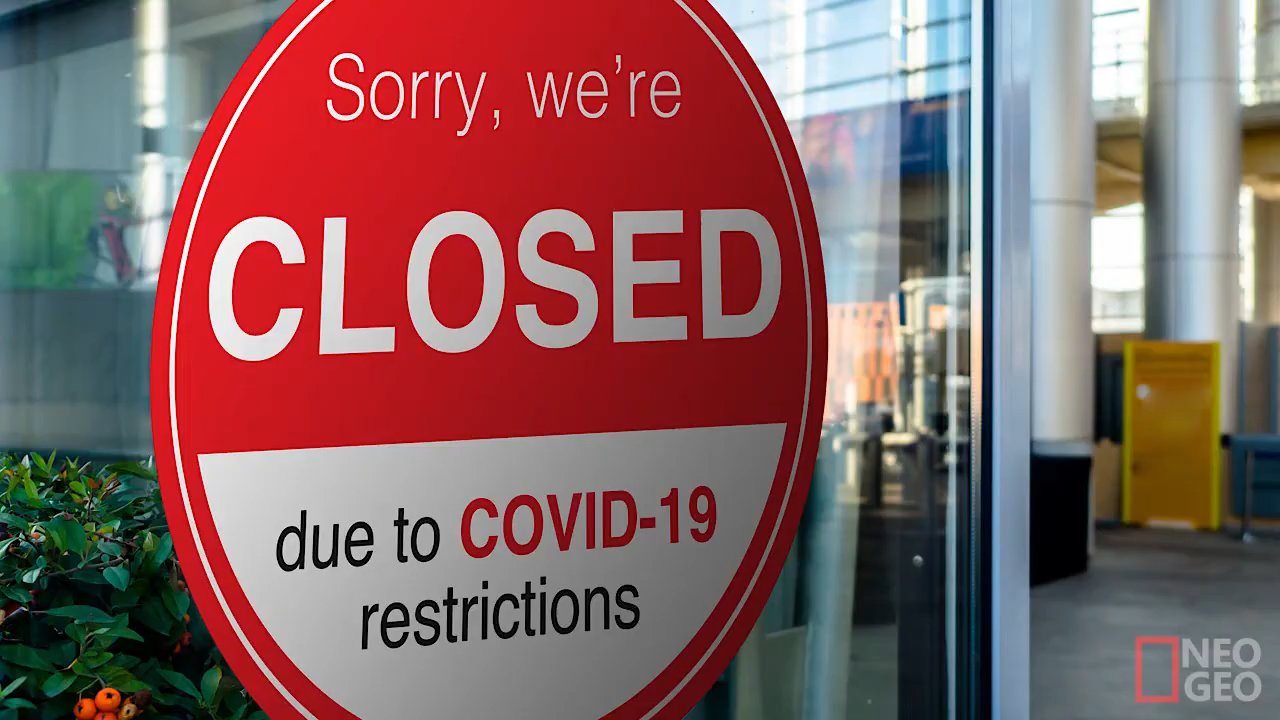 Sorry, we’re
CLOSED
due to COVID-19
restrictions
NEO
GEO